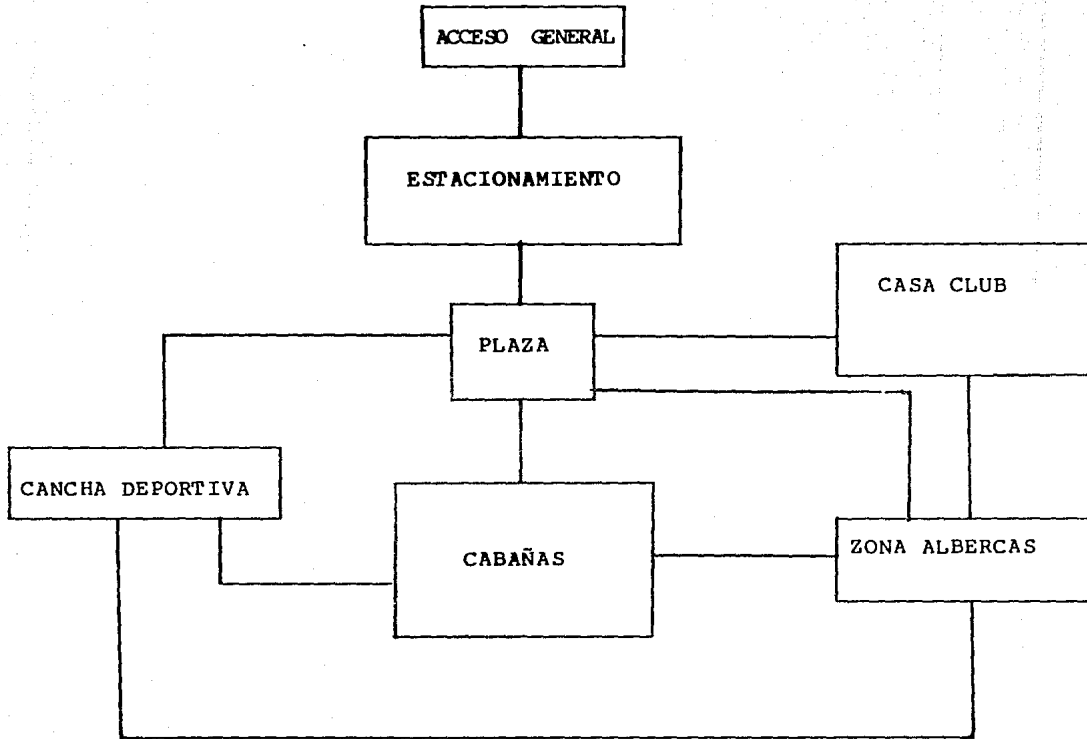 ACCESO GENERAL
ESTACIONAMIENTO
CASA CLUB
PLAZA
CANCHA DEPORTIVA
CABAÑAS
ZONA ALBERCAS